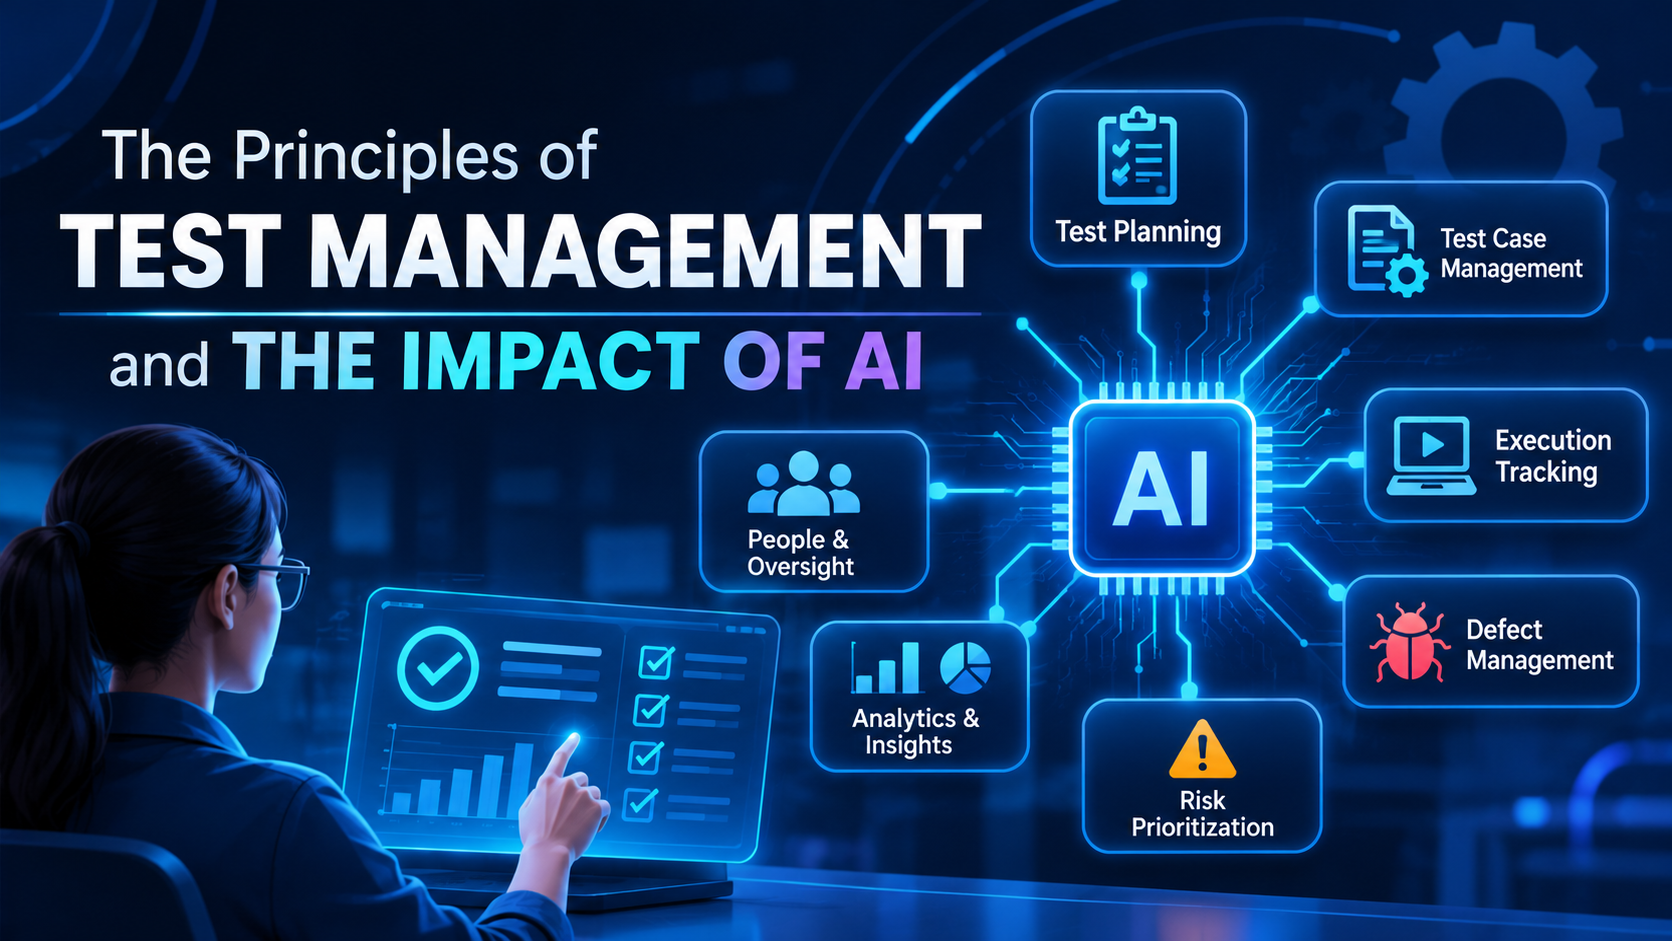 The Principles of
TEST MANAGEMENT
and THE IMPACT OF AI
Test Planning
Test Case
Management
Execution
Tracking
Defect
Management
Risk
Prioritization
Analytics &
Insights
People &
Oversight
AI